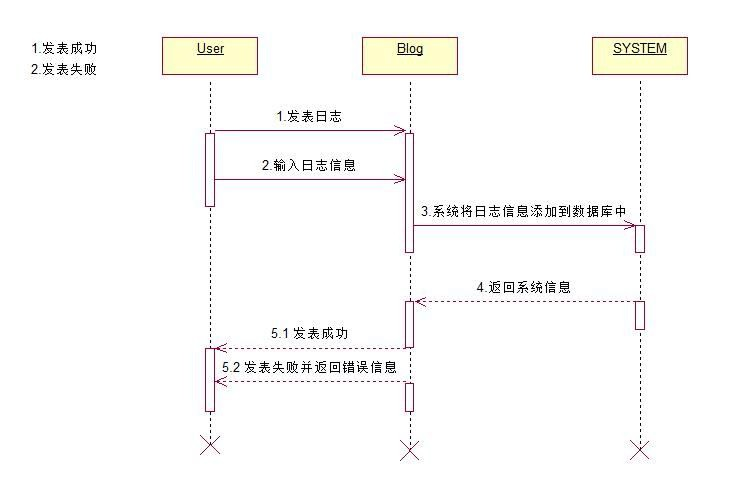 1.发表成功
2.发表失败
User
Blog
SYSTEM
1.发表日志
2.输入日志信息
3.系统将日志信息添加到数据库中
4.返回系统信息
5.1 发表成功
5.2 发表失败并返回错误信息